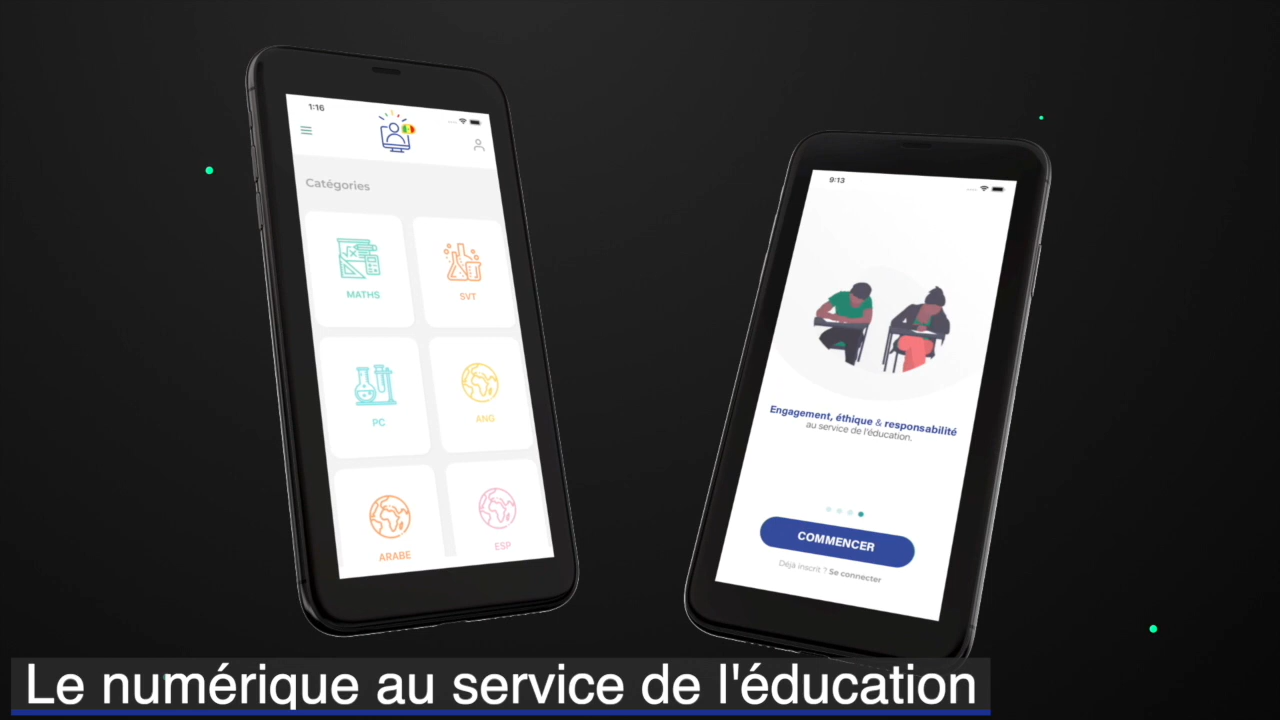 1:16
Catégories
MATHS
SVT
PC
ANG
ARABE
ESP
9:13
Engagement, éthique & responsabilité
au service de l'éducation.
COMMENCER
Déjà inscrit ? Se connecter
Le numérique au service de l'éducation